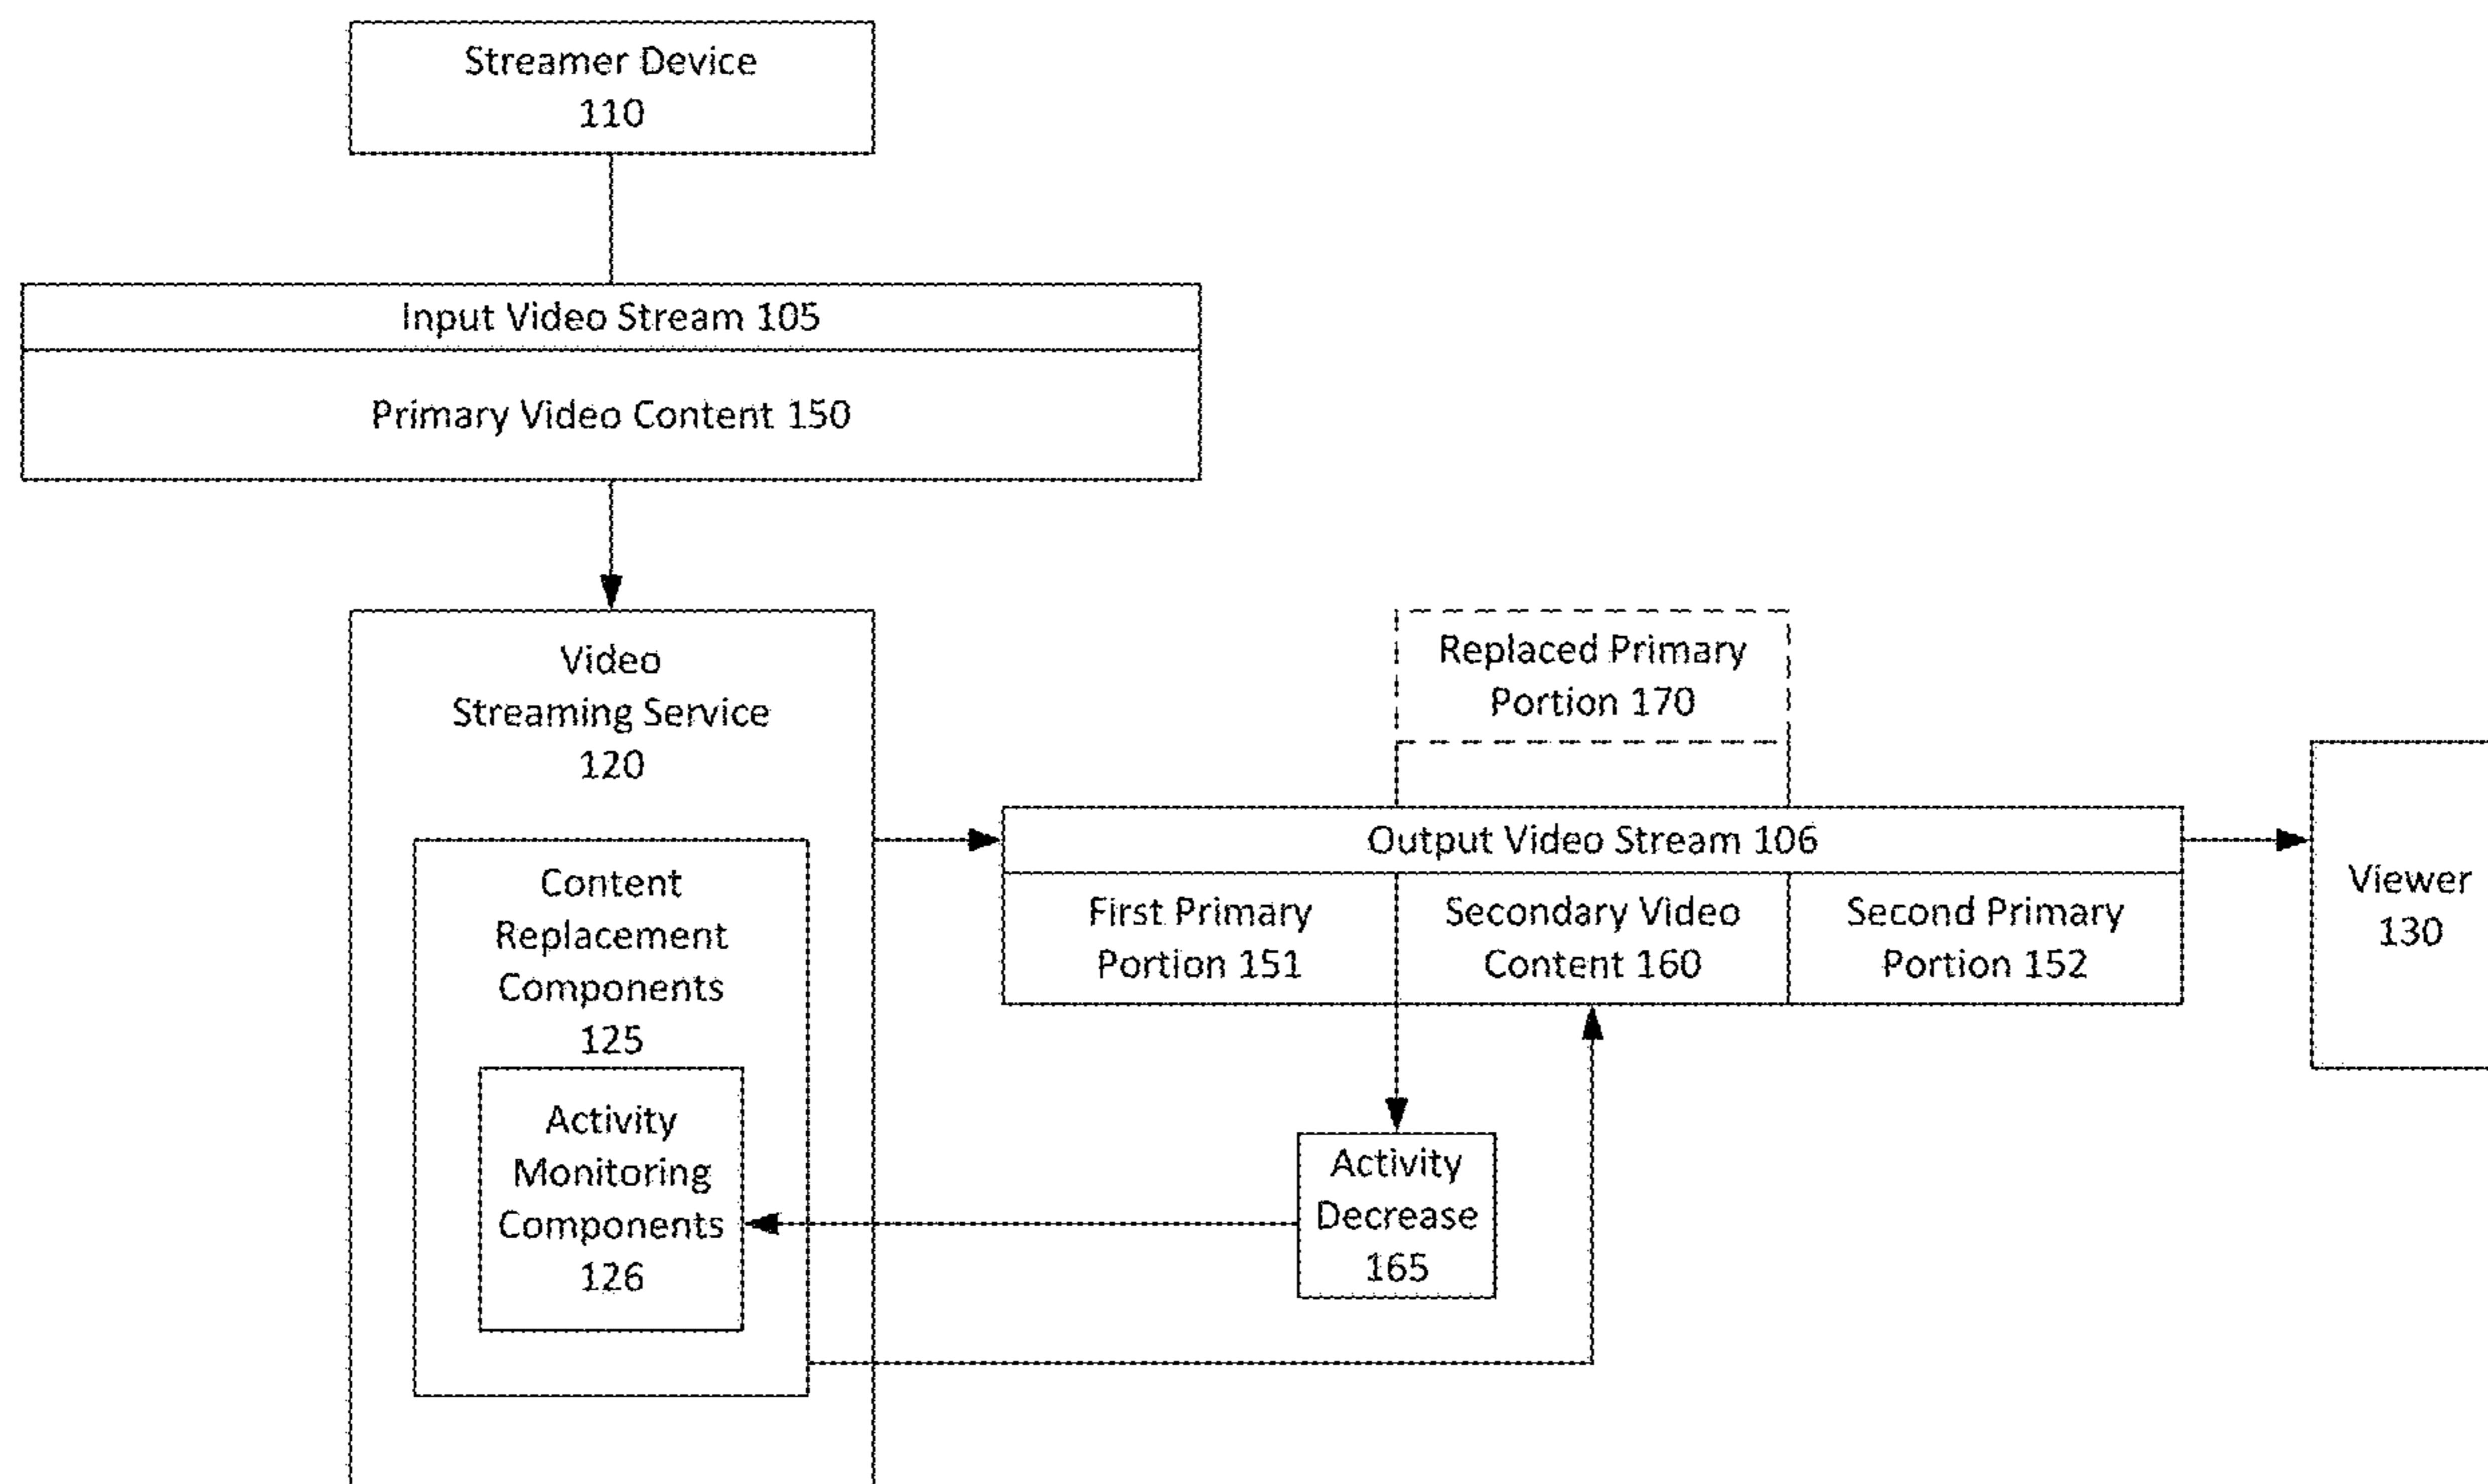 Streamer Device
110
Input Video Stream 105
Primary Video Content 150
Video
Streaming Service
120
Content
Replacement
Components
125
Activity
Monitoring
Components
126
Replaced Primary
Portion 170
Output Video Stream 106
First Primary
Portion 151
Secondary Video
Content 160
Second Primary
Portion 152
Activity
Decrease
165
Viewer
130